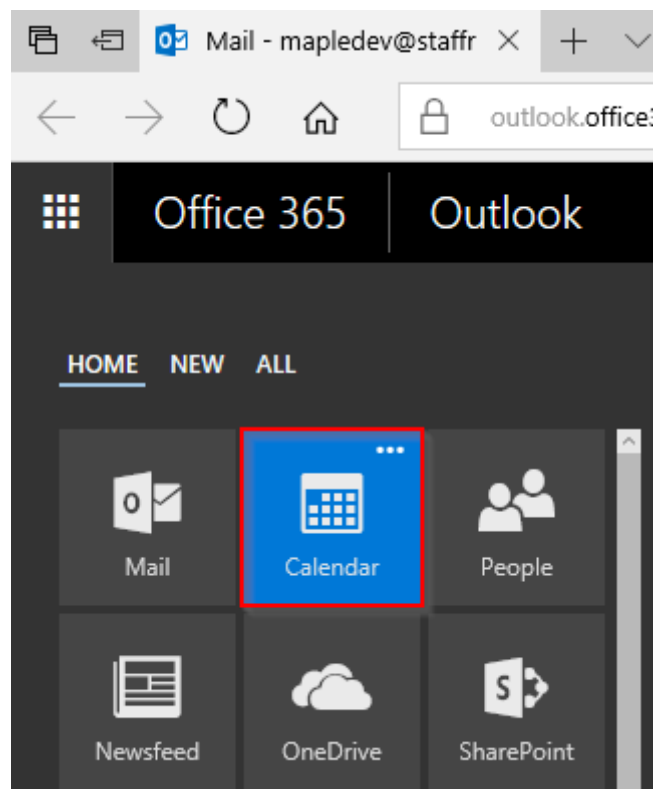 Mail - mapledev@staffr
outlook.office3
Office 365 Outlook
HOME NEW ALL
Mail Calendar People
Newsfeed OneDrive SharePoint